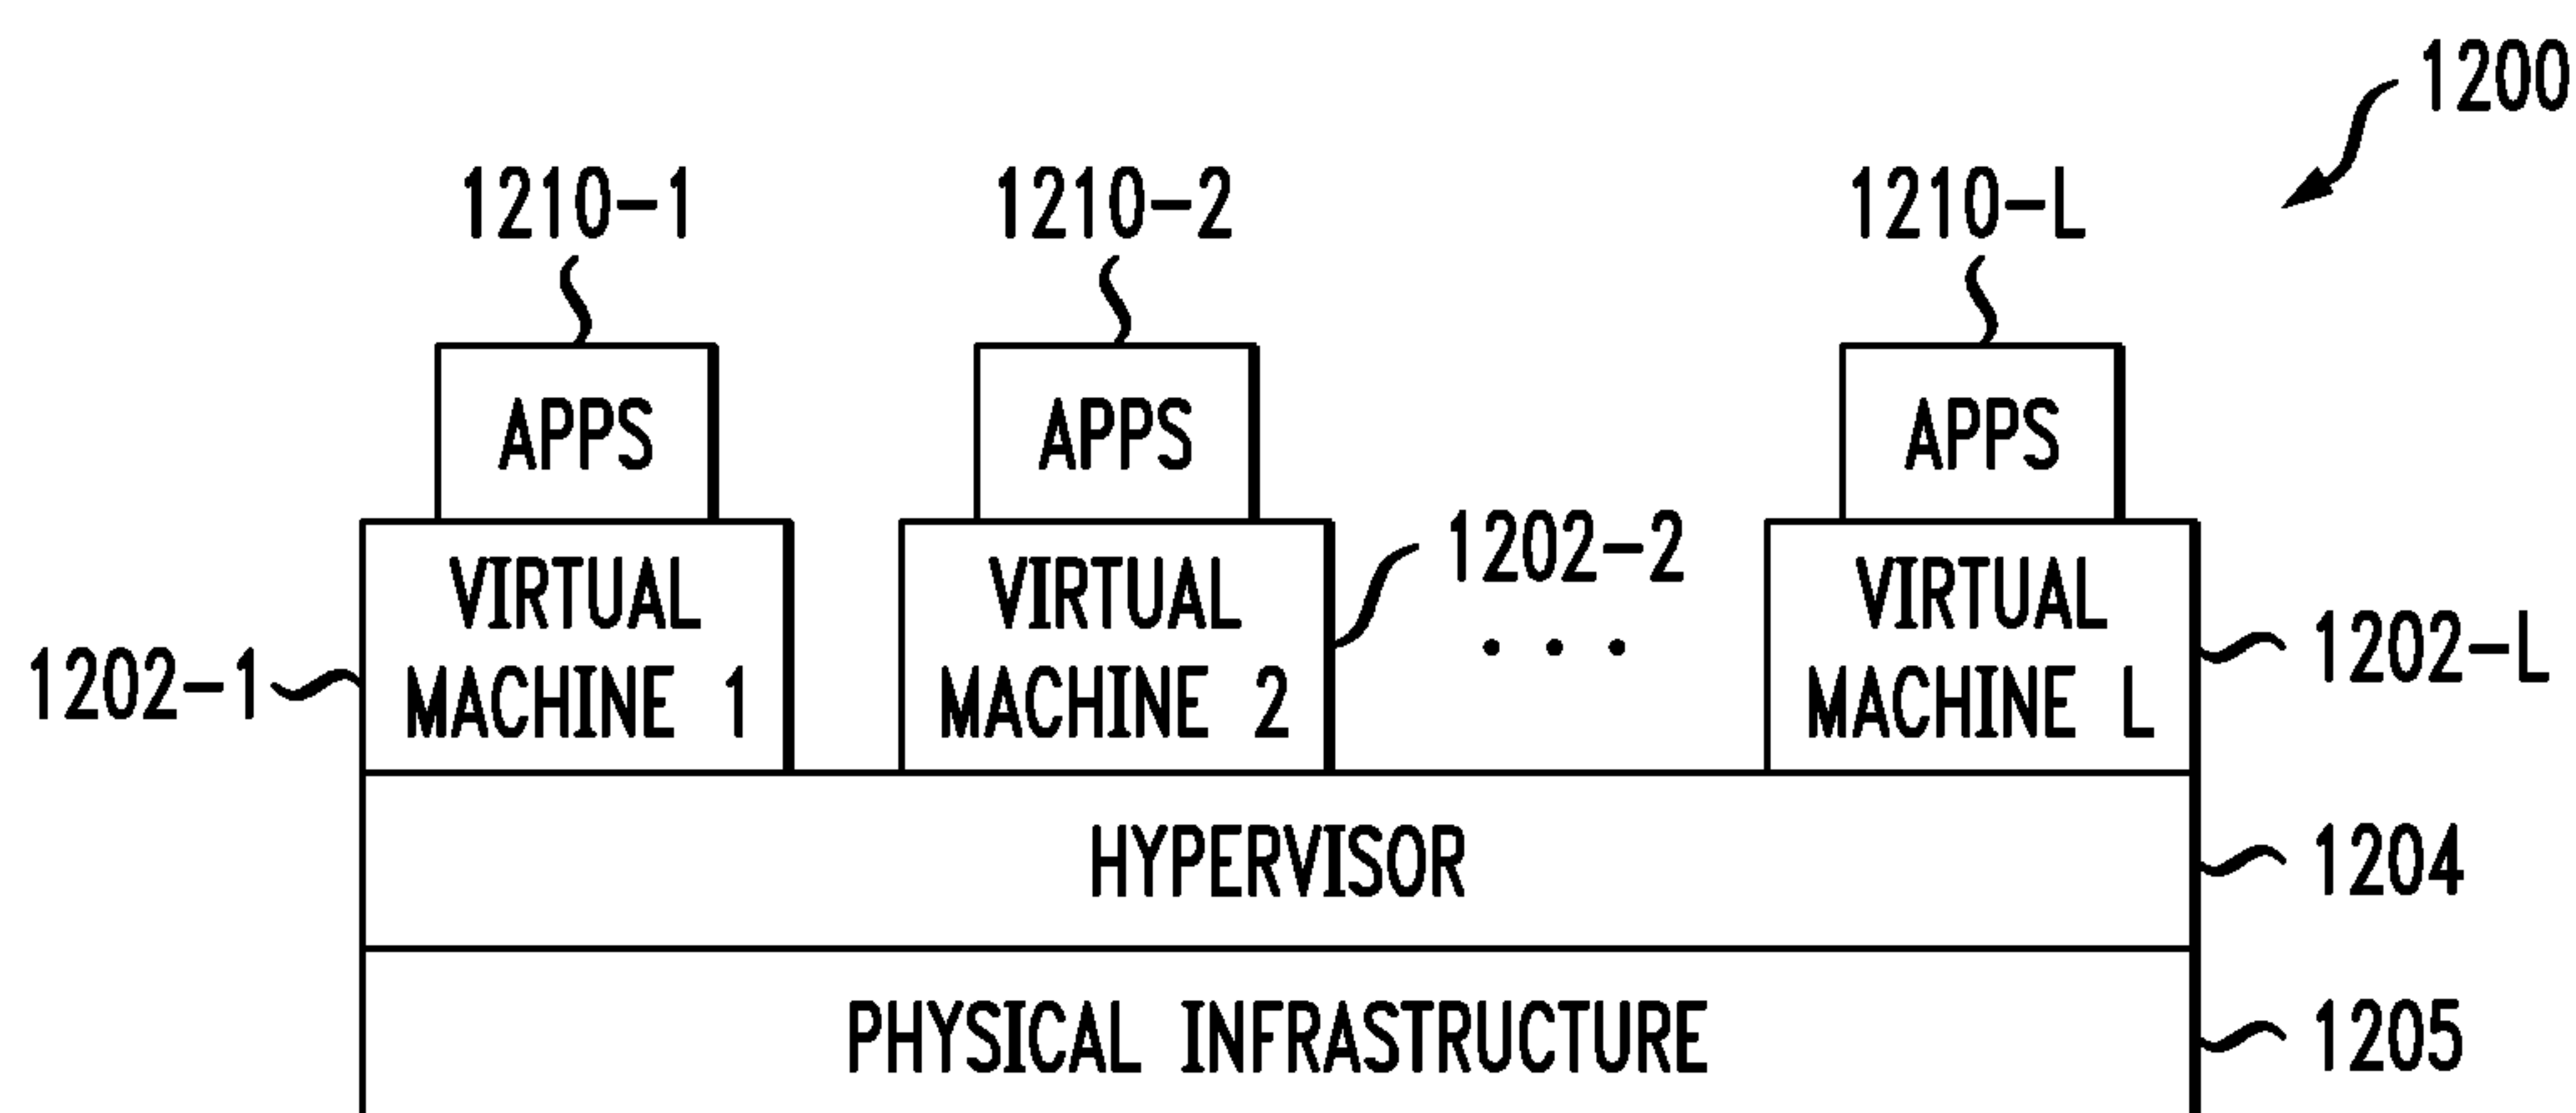 1200
1210-1
1210-2
1210-L
APPS
APPS
APPS
VIRTUAL
MACHINE 1
VIRTUAL
MACHINE 2
1202-2
. . .
VIRTUAL
MACHINE L
1202-1
1202-L
HYPERVISOR
1204
PHYSICAL INFRASTRUCTURE
1205